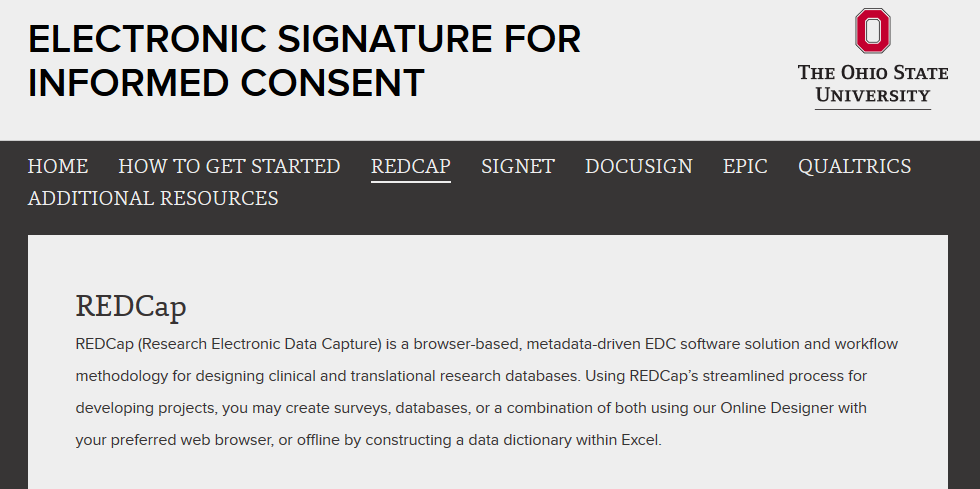 ELECTRONIC SIGNATURE FOR
INFORMED CONSENT
THE OHIO STATE
UNIVERSITY
HOME HOW TO GET STARTED REDCAP SIGNET DOCUSIGN EPIC QUALTRICS
ADDITIONAL RESOURCES
REDCap
REDCap (Research Electronic Data Capture) is a browser-based, metadata-driven EDC software solution and workflow
methodology for designing clinical and translational research databases. Using REDCap’s streamlined process for
developing projects, you may create surveys, databases, or a combination of both using our Online Designer with
your preferred web browser, or offline by constructing a data dictionary within Excel.